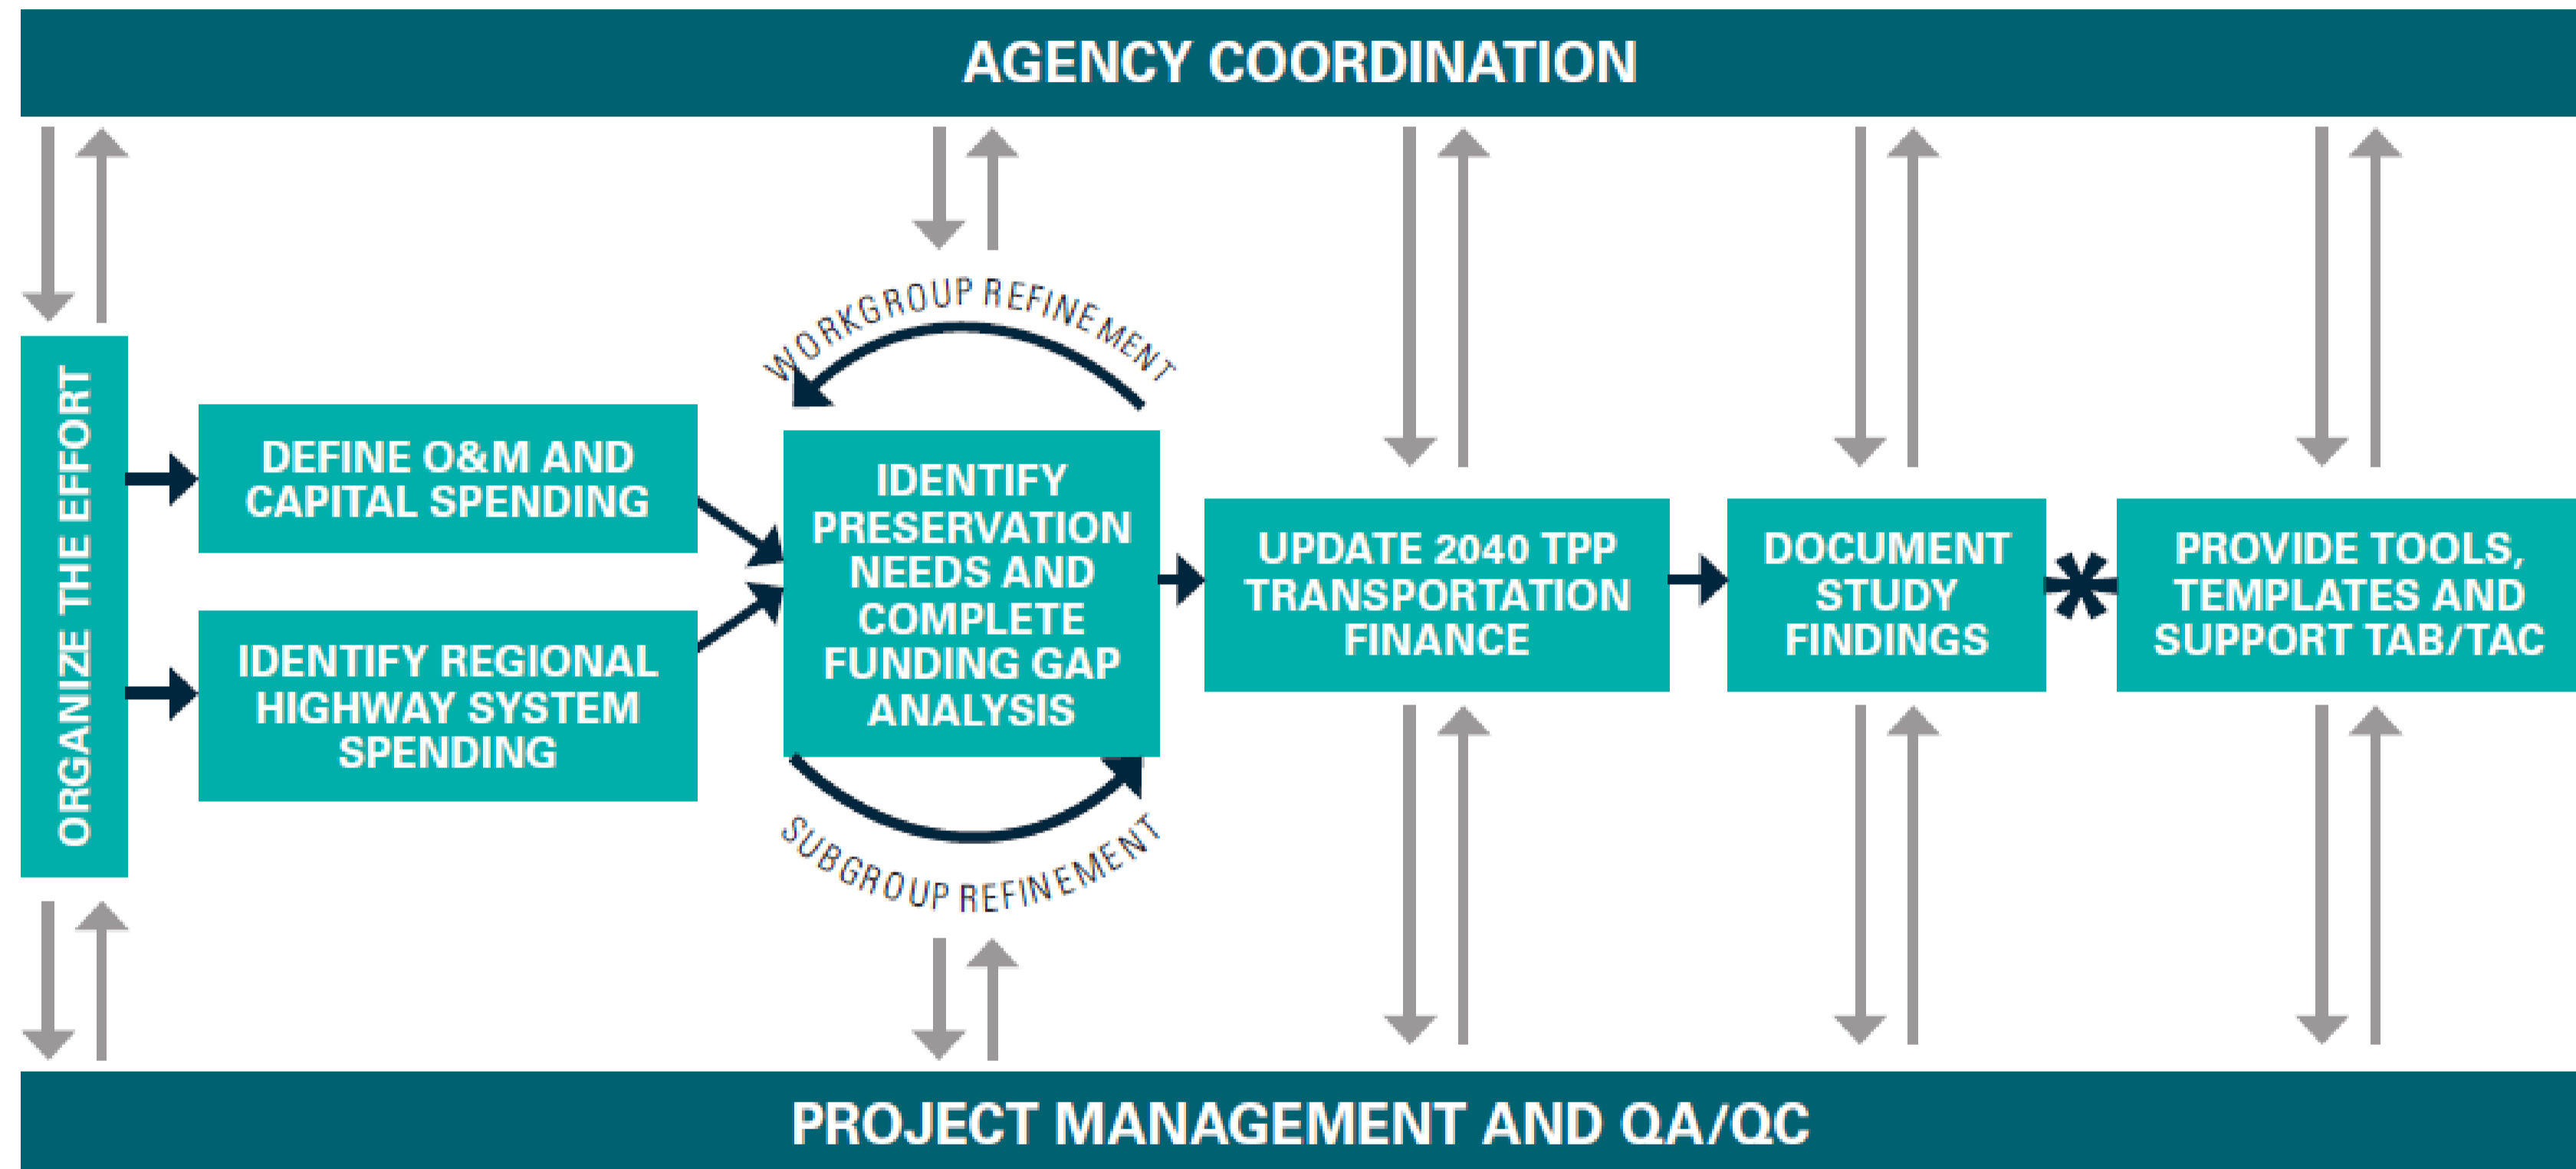 AGENCY COORDINATION
ORGANIZE THE EFFORT
DEFINE O&M AND
CAPITAL SPENDING
IDENTIFY REGIONAL
HIGHWAY SYSTEM
SPENDING
WORKGROUP REFINEMENT
IDENTIFY
PRESERVATION
NEEDS AND
COMPLETE
FUNDING GAP
ANALYSIS
SUBGROUP REFINEMENT
UPDATE 2040 TPP
TRANSPORTATION
FINANCE
DOCUMENT
STUDY
FINDINGS
*
PROVIDE TOOLS,
TEMPLATES AND
SUPPORT TAB/TAC
PROJECT MANAGEMENT AND QA/QC